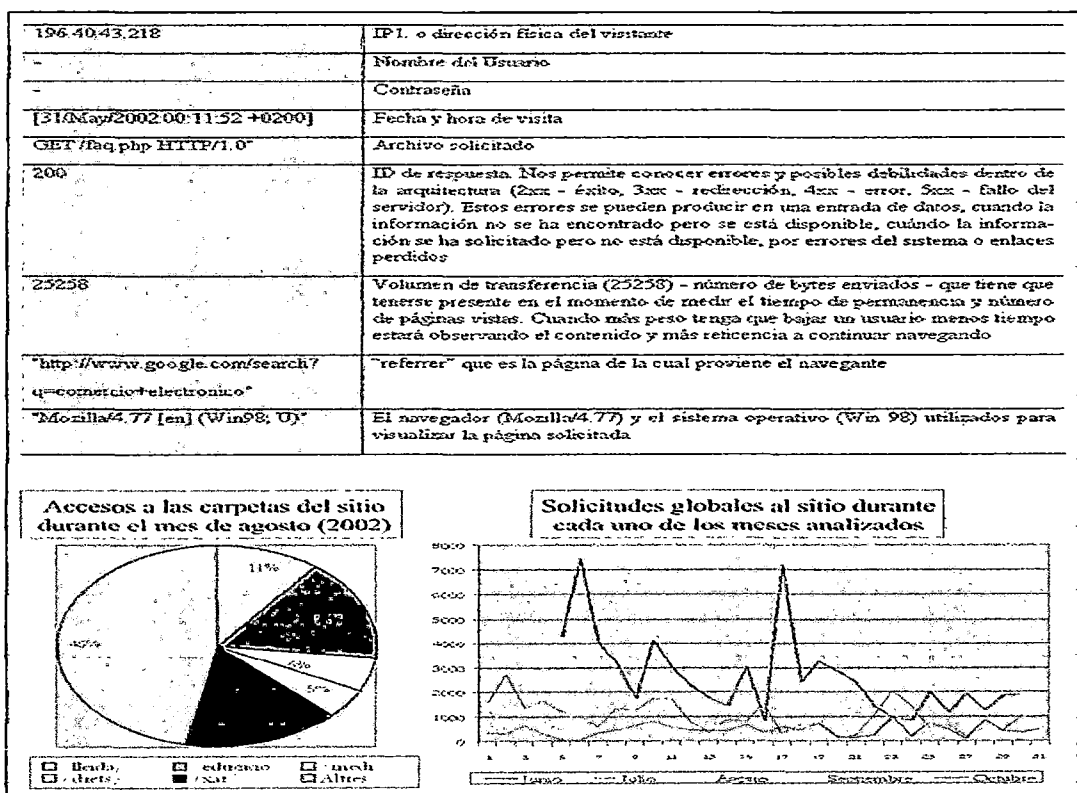 196.40.43.218
IP1. o dirección física del visitante
-
Nombre del Usuario
-
Contraseña
[31/May/2002:00:11:52 +0200]
Fecha y hora de visita
GET /faq.php HTTP/1.0"
Archivo solicitado
200
ID de respuesta. Nos permite conocer errores y posibles debilidades dentro de
la arquitectura (2xx - éxito, 3xx - redirección, 4xx - error, 5xx - fallo del
servidor). Estos errores se pueden producir en una entrada de datos, cuando la
información no se ha encontrado pero se está disponible, cuándo la informa-
ción se ha solicitado pero no está disponible, por errores del sistema o enlaces
perdidos
25258
Volumen de transferencia (25258) - número de bytes enviados - que tiene que
tenerse presente en el momento de medir el tiempo de permanencia y número
de páginas vistas. Cuando más peso tenga que bajar un usuario menos tiempo
estará observando el contenido y más reticencia a continuar navegando
"http://www.google.com/search?
q=comercio+electronico"
"referrer" que es la página de la cual proviene el navegante
"Mozilla/4.77 [en] (Win98; U)"
El navegador (Mozilla/4.77) y el sistema operativo (Win 98) utilizados para
visualizar la página solicitada
Accesos a las carpetas del sitio
durante el mes de agosto (2002)
11%
5%
Solicitudes globales al sitio durante
cada uno de los meses analizados
8000
7000
6000
5000
4000
3000
2000
1000
0
Junio Julio Agosto Septiembre Octubre